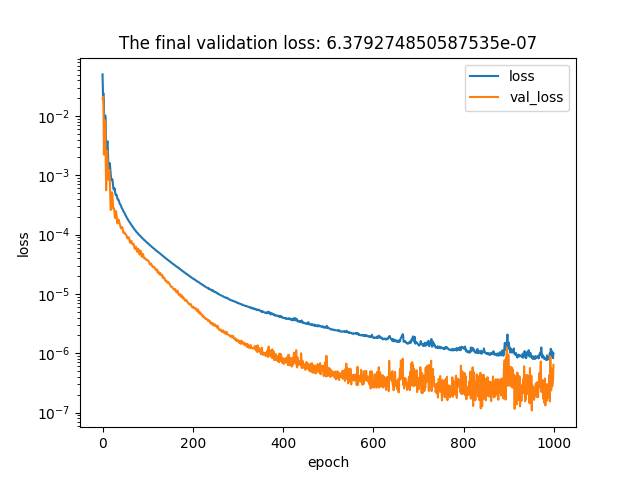 The final validation loss: 6.379274850587535e-07
loss
val_loss
10^-2
10^-3
10^-4
10^-5
10^-6
10^-7
loss
0 200 400 600 800 1000
epoch